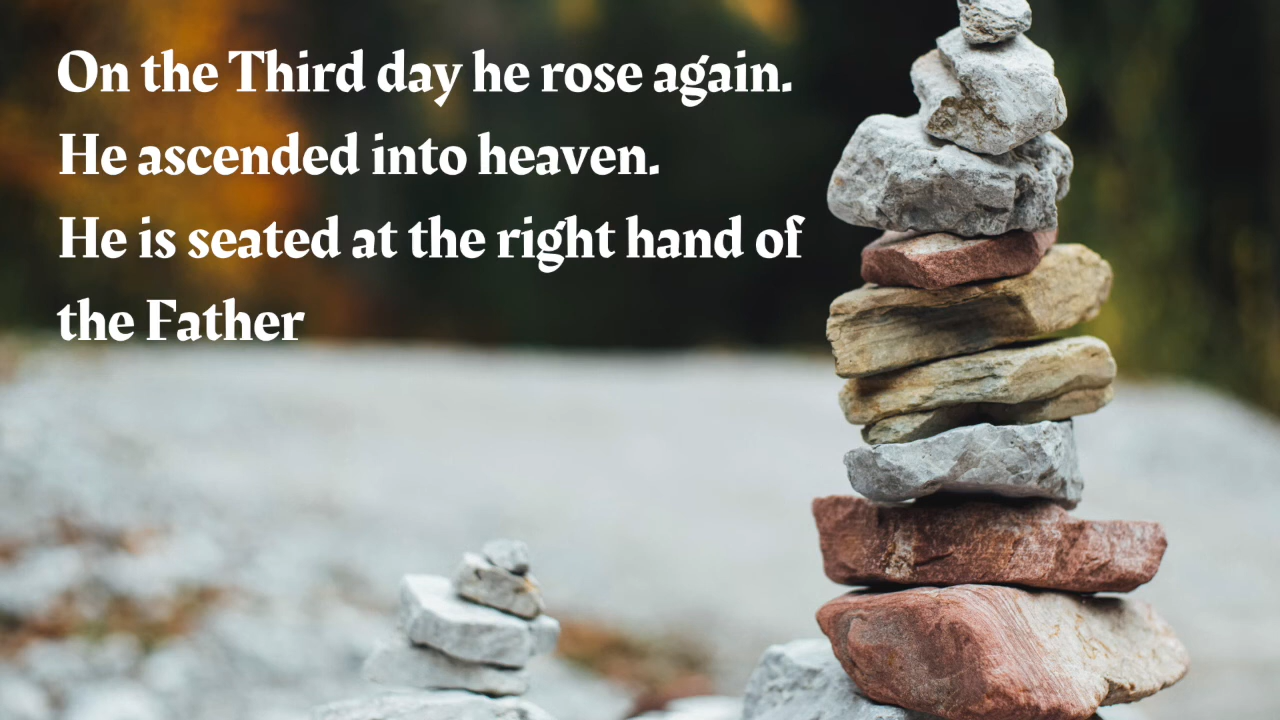 On the Third day he rose again.
He ascended into heaven.
He is seated at the right hand of
the Father